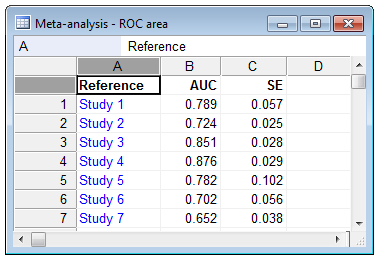 Meta-analysis - ROC area
A Reference
A B C D
Reference AUC SE
1 Study 1 0.789 0.057
2 Study 2 0.724 0.025
3 Study 3 0.851 0.028
4 Study 4 0.876 0.029
5 Study 5 0.782 0.102
6 Study 6 0.702 0.056
7 Study 7 0.652 0.038